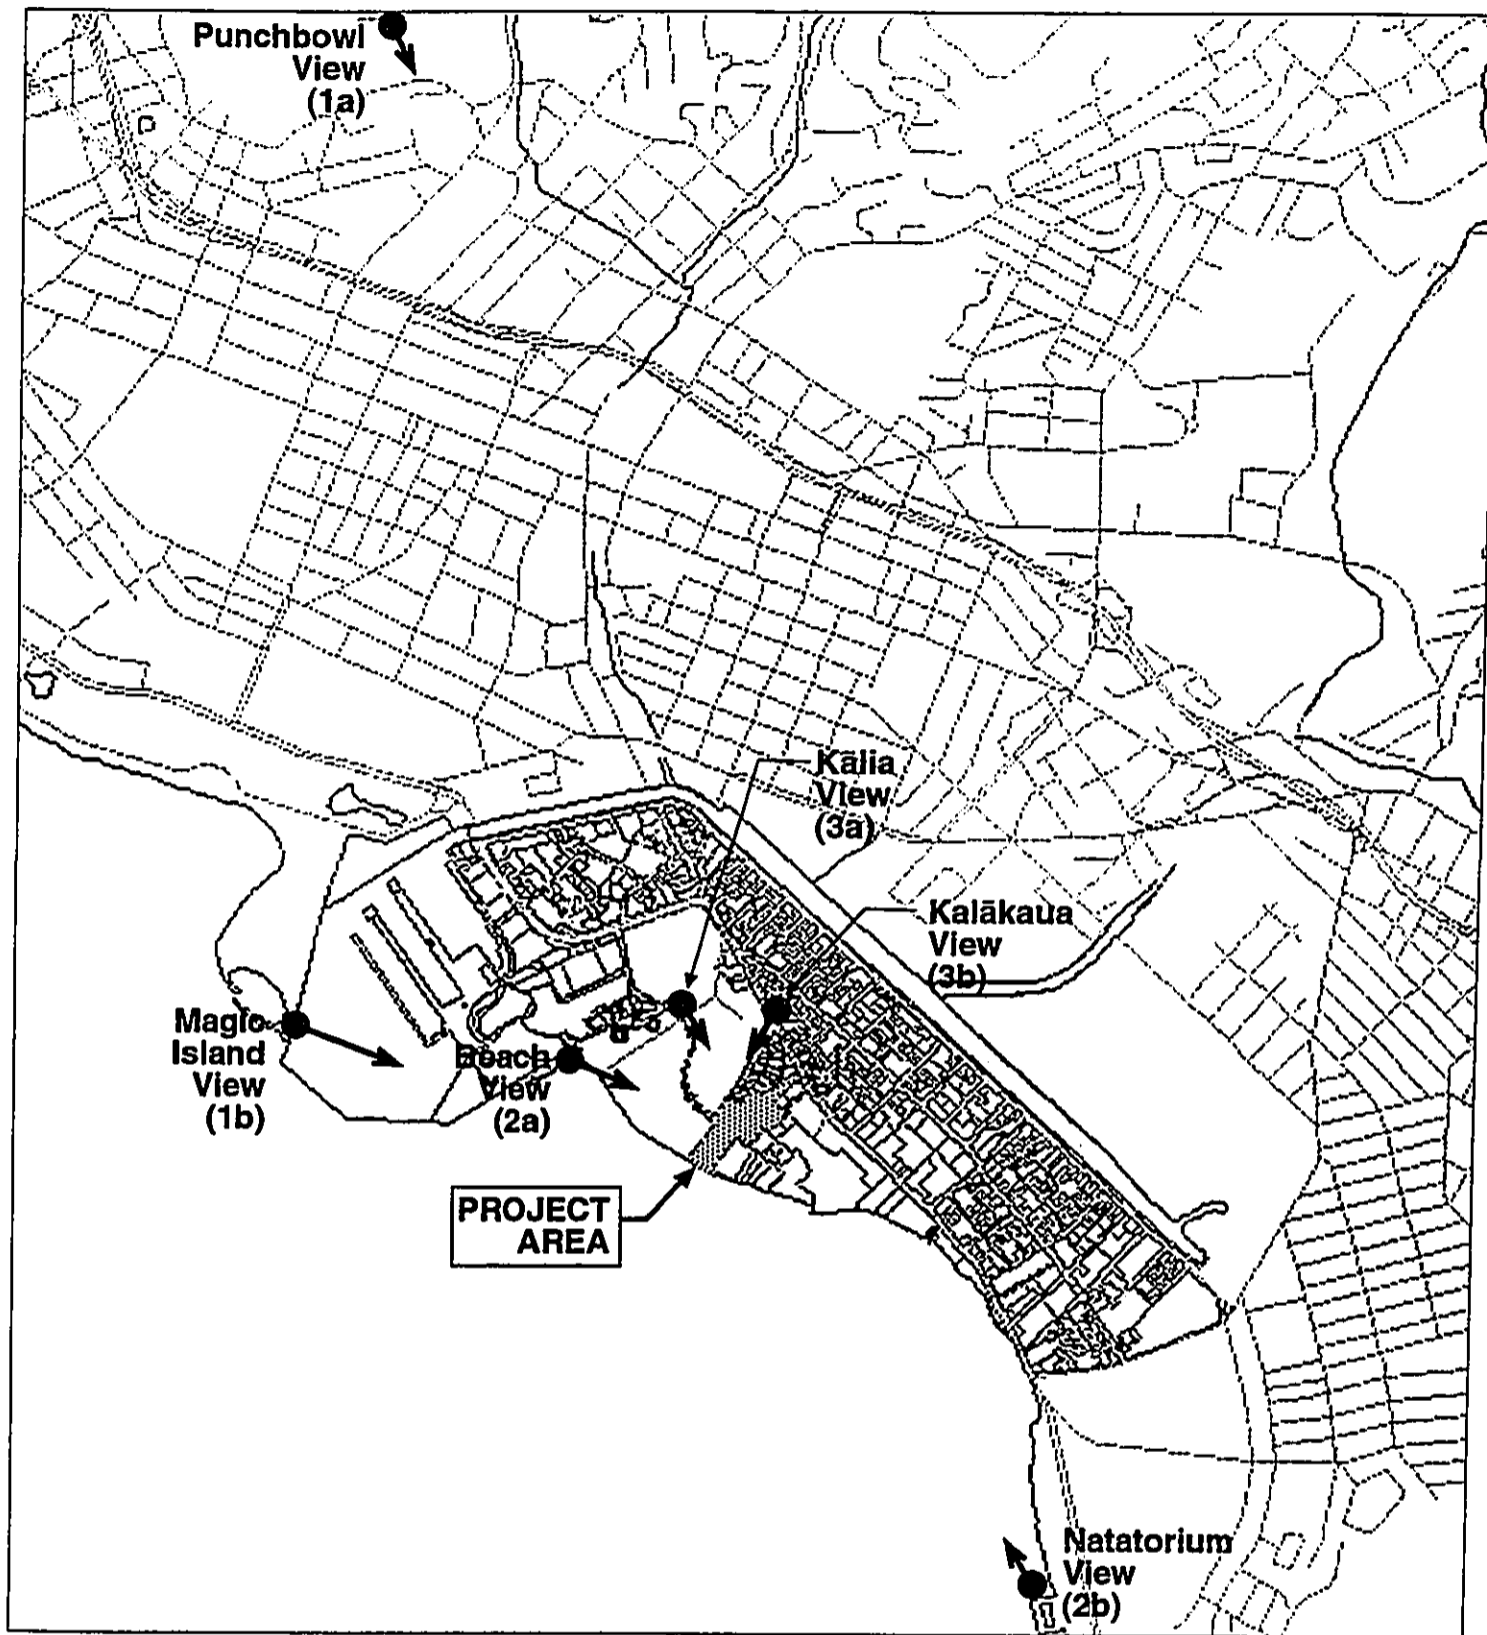 Punchbowl
View
(1a)
Kālia
View
(3a)
Kalākaua
View
(3b)
Magic
Island
View
(1b)
Beach
View
(2a)
PROJECT
AREA
Natatorium
View
(2b)